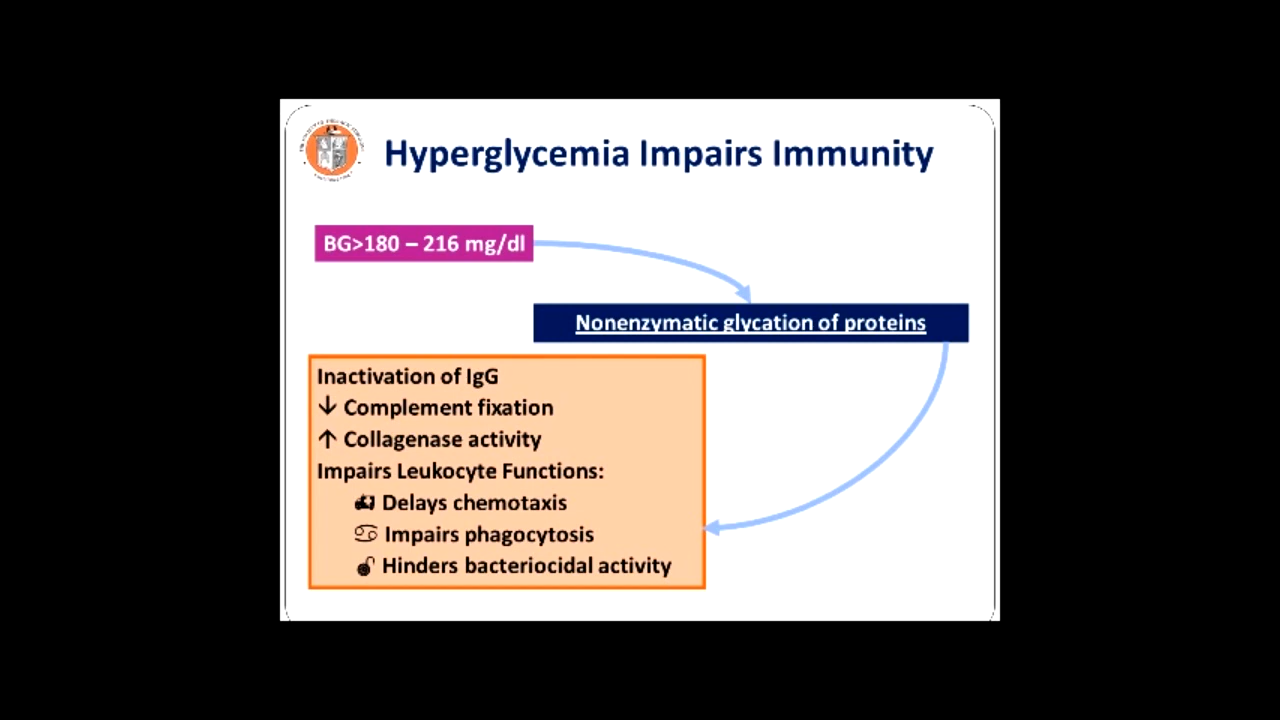 Hyperglycemia Impairs Immunity
BG>180 – 216 mg/dl
Nonenzymatic glycation of proteins
Inactivation of IgG
↓ Complement fixation
↑ Collagenase activity
Impairs Leukocyte Functions:
Delays chemotaxis
Impairs phagocytosis
Hinders bacteriocidal activity